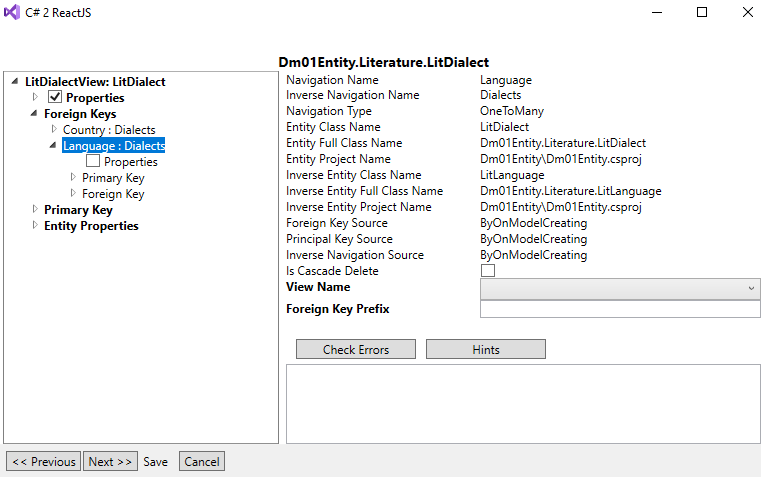 C# 2 ReactJS
Dm01Entity.Literature.LitDialect
LitDialectView: LitDialect
Properties
Foreign Keys
Country : Dialects
Language : Dialects
Properties
Primary Key
Foreign Key
Primary Key
Entity Properties
Navigation Name Language
Inverse Navigation Name Dialects
Navigation Type OneToMany
Entity Class Name LitDialect
Entity Full Class Name Dm01Entity.Literature.LitDialect
Entity Project Name Dm01Entity\Dm01Entity.csproj
Inverse Entity Class Name LitLanguage
Inverse Entity Full Class Name Dm01Entity.Literature.LitLanguage
Inverse Entity Project Name Dm01Entity\Dm01Entity.csproj
Foreign Key Source ByOnModelCreating
Principal Key Source ByOnModelCreating
Inverse Navigation Source ByOnModelCreating
Is Cascade Delete
View Name
Foreign Key Prefix
Check Errors Hints
<< Previous Next >> Save Cancel